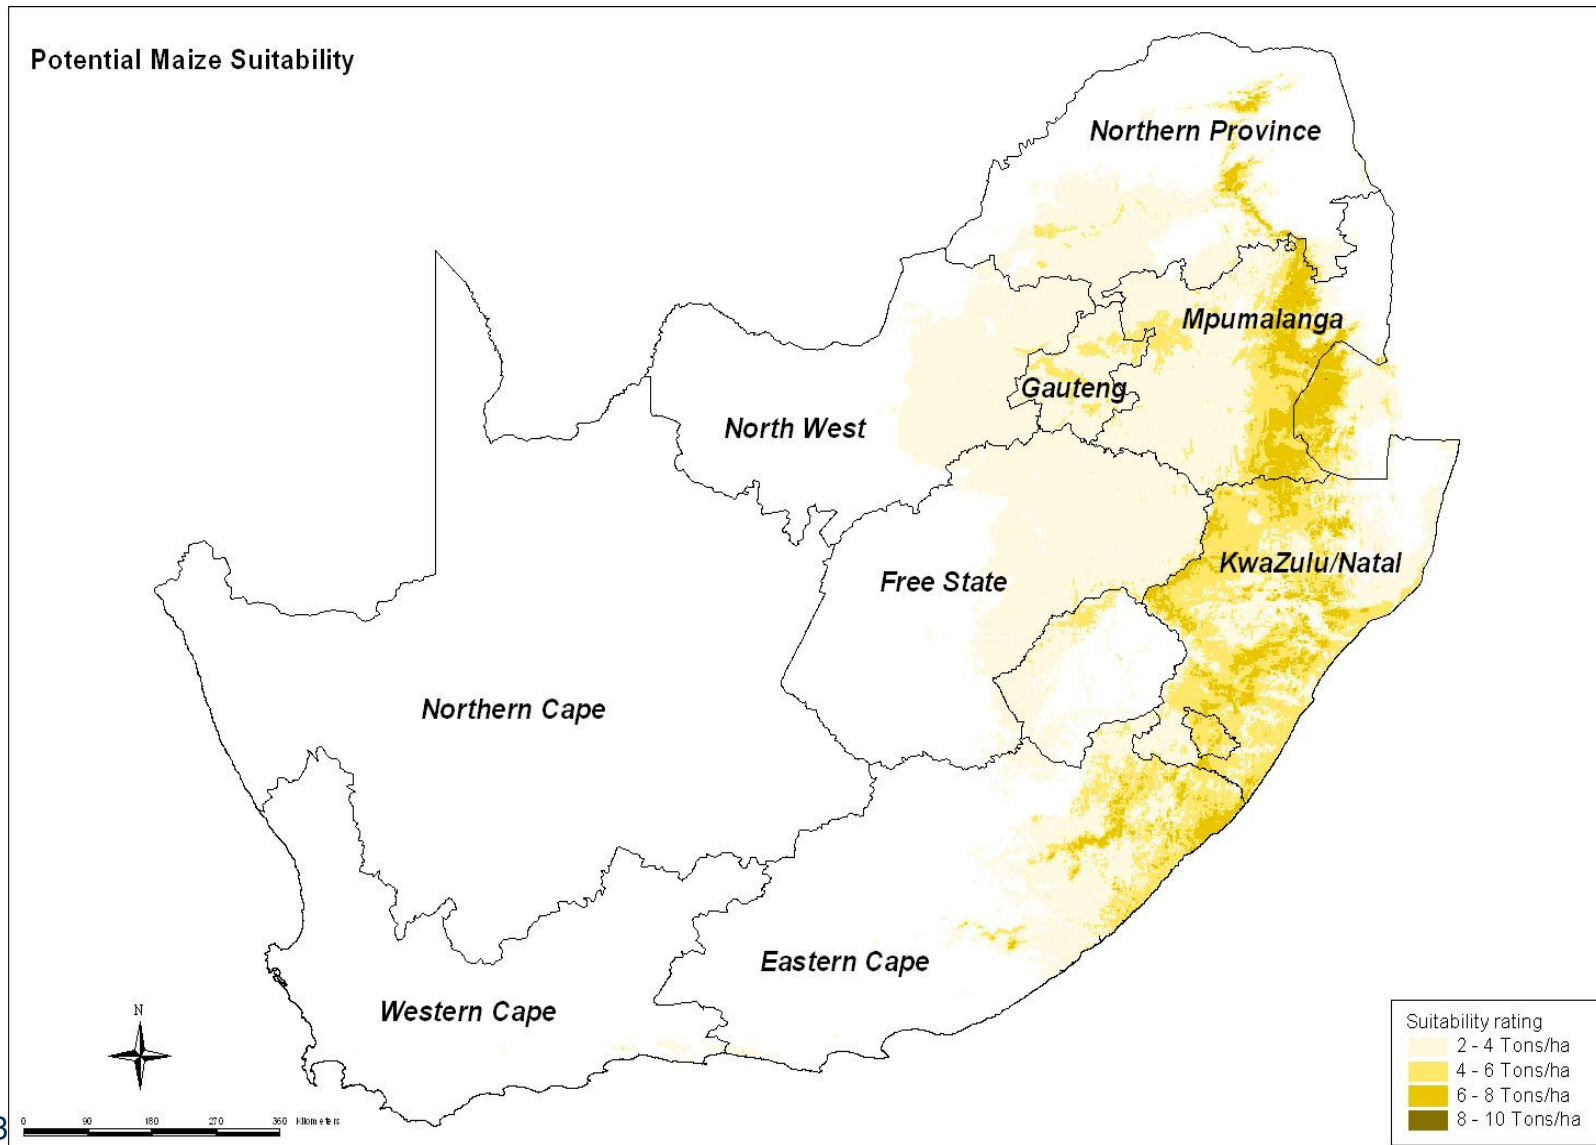 Potential Maize Suitability
Northern Province
Mpumalanga
Gauteng
North West
KwaZulu/Natal
Free State
Northern Cape
Eastern Cape
Western Cape
N
Suitability rating
2 - 4 Tons/ha
4 - 6 Tons/ha
6 - 8 Tons/ha
8 - 10 Tons/ha
3
0 90 180 270 360 Kilometers